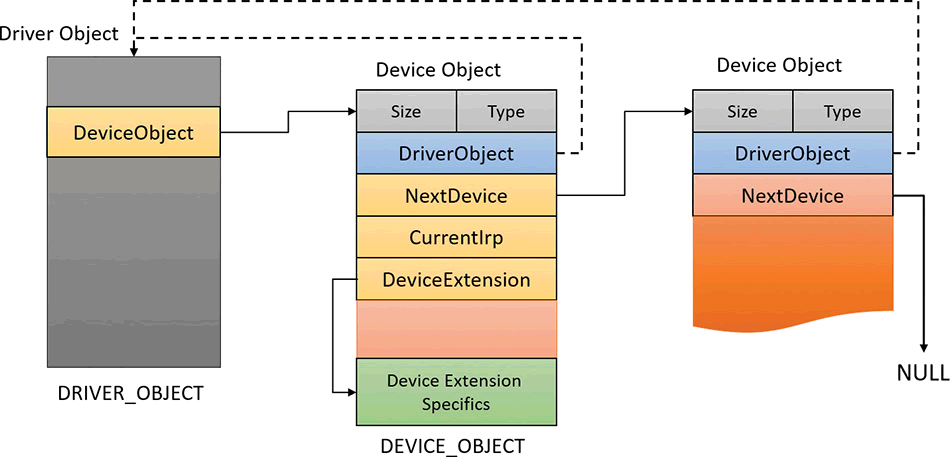 Driver Object
DeviceObject
DRIVER_OBJECT
Device Object
Size
Type
DriverObject
NextDevice
CurrentIrp
DeviceExtension
Device Extension
Specifics
DEVICE_OBJECT
Device Object
Size
Type
DriverObject
NextDevice
NULL